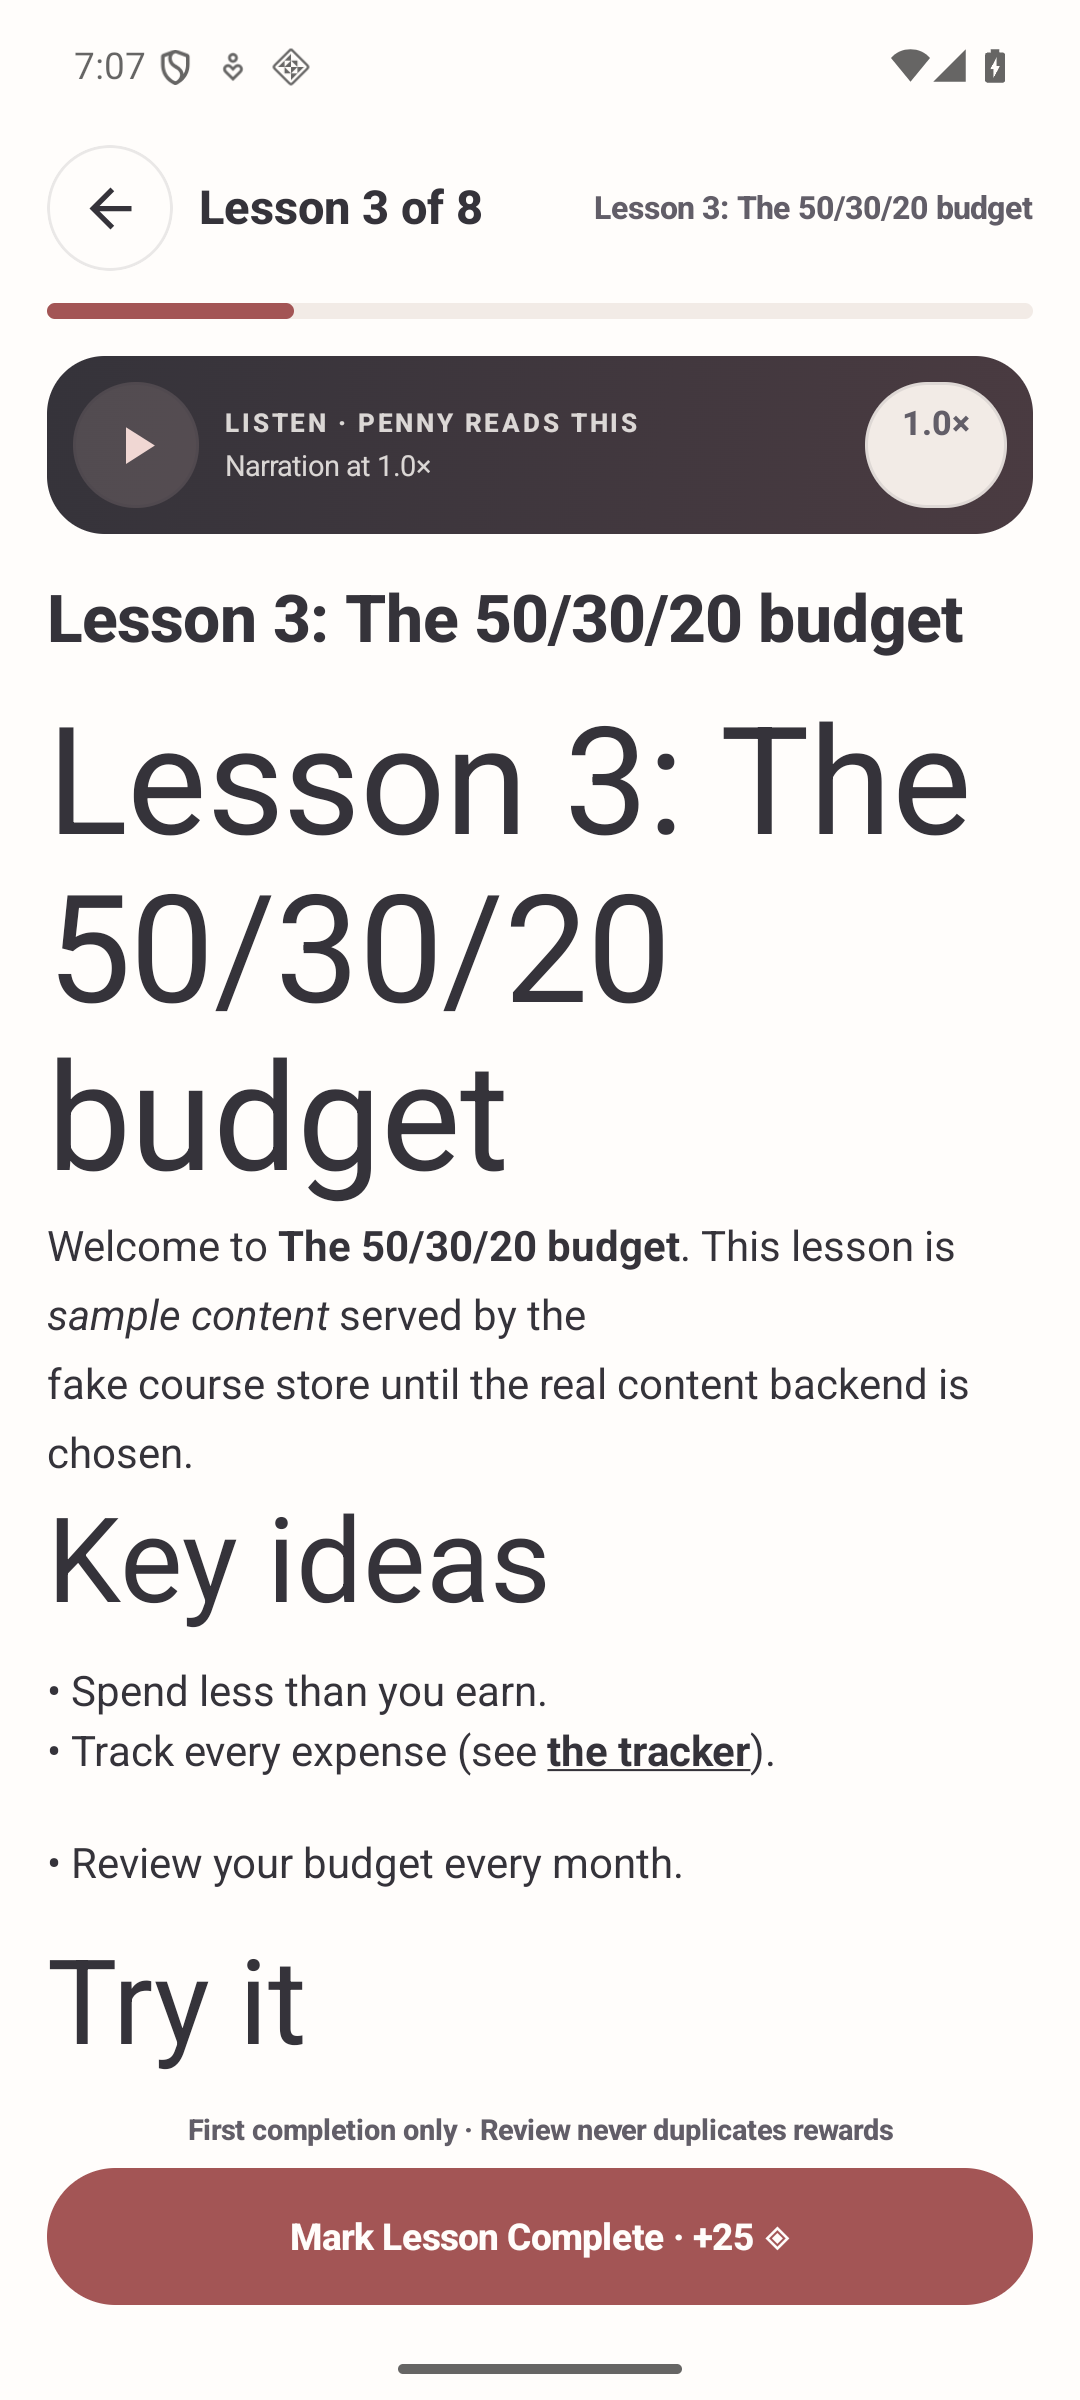 7:07
Lesson 3 of 8
Lesson 3: The 50/30/20 budget
LISTEN · PENNY READS THIS
Narration at 1.0×
1.0×
Lesson 3: The 50/30/20 budget
Lesson 3: The
50/30/20
budget
Welcome to The 50/30/20 budget. This lesson is
sample content served by the
fake course store until the real content backend is
chosen.
Key ideas
• Spend less than you earn.
• Track every expense (see the tracker).
• Review your budget every month.
Try it
First completion only · Review never duplicates rewards
Mark Lesson Complete · +25 ◈